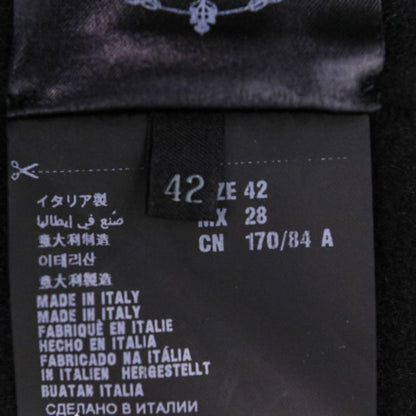 42
ZE 42
MX 28
CN 170/84 A
イタリア製
صُنع في إيطاليا
意大利制造
이태리산
意大利製造
MADE IN ITALY
MADE IN ITALY
FABRIQUÉ EN ITALIE
HECHO EN ITALIA
FABRICADO NA ITÁLIA
IN ITALIEN HERGESTELLT
BUATAN ITALIA
СДЕЛАНО В ИТАЛИИ